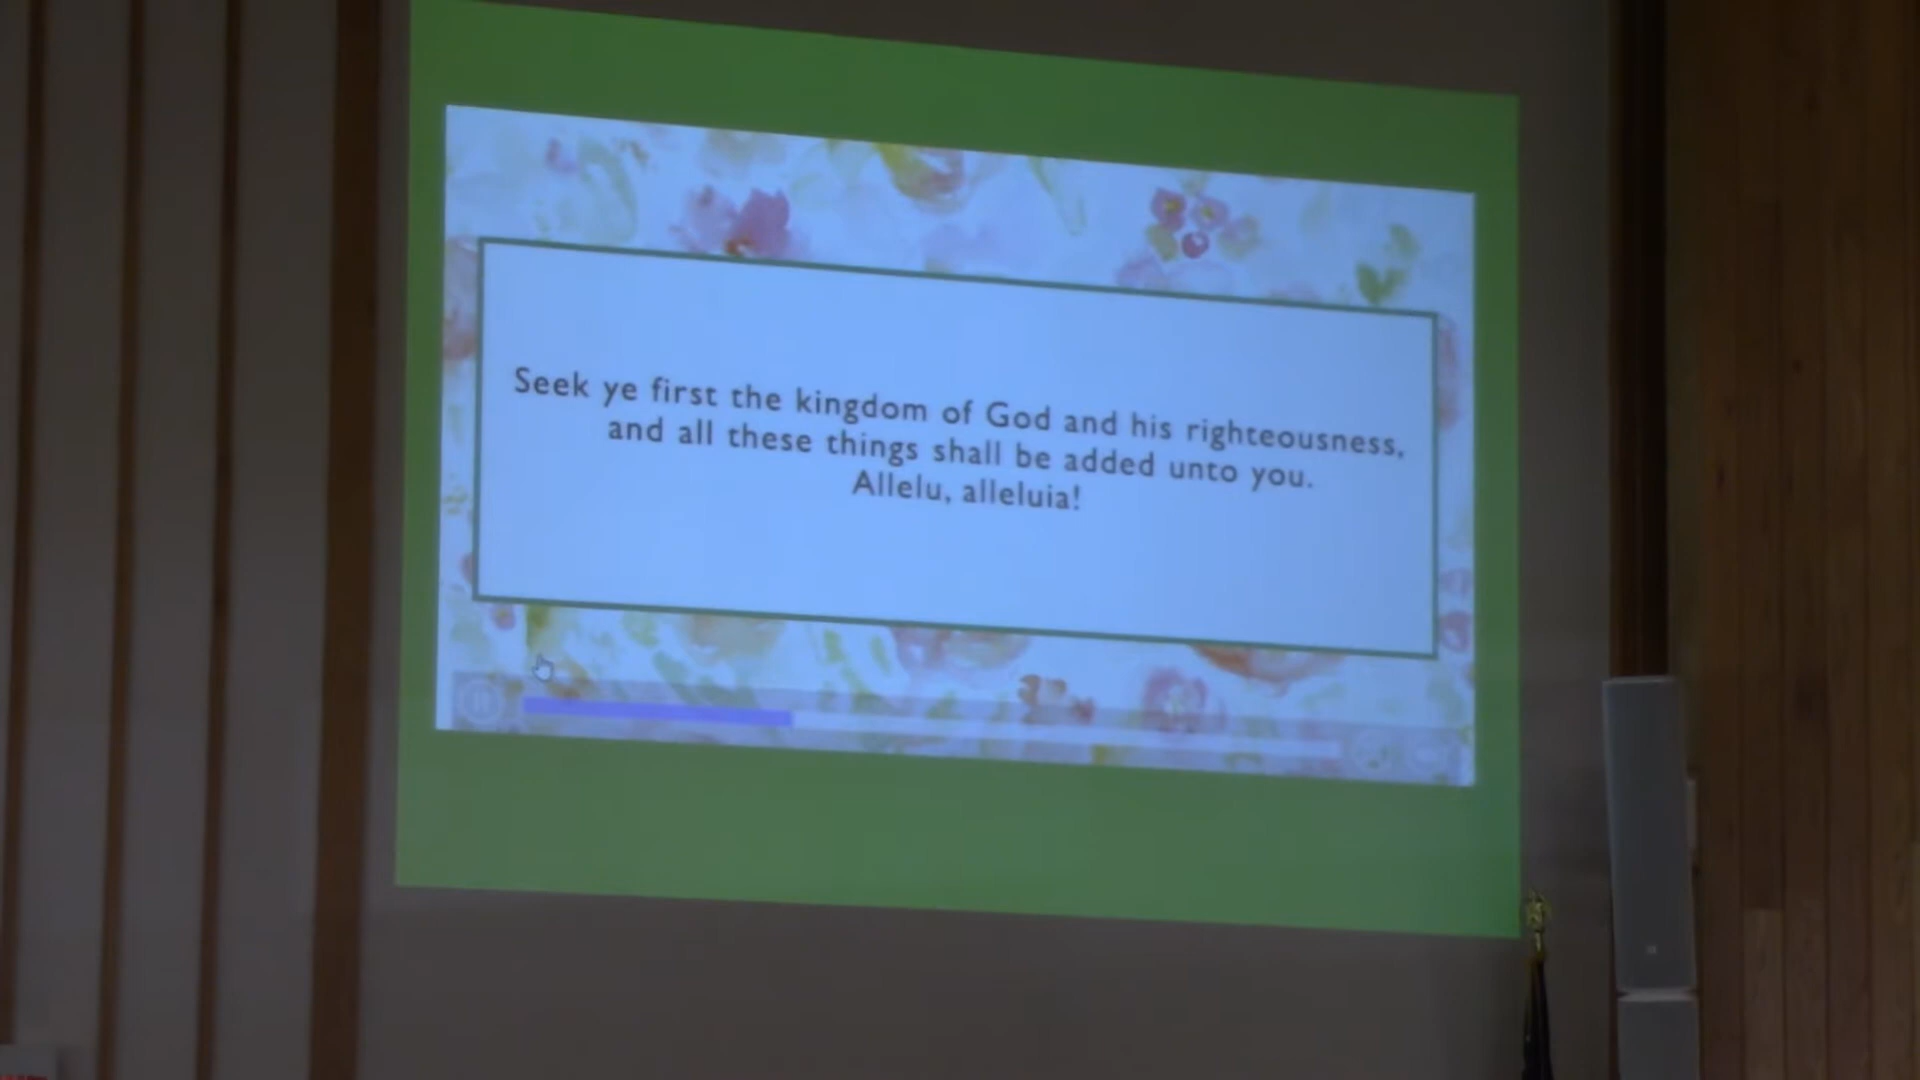 Seek ye first the kingdom of God and his righteousness,
and all these things shall be added unto you.
Allelu, alleluia!